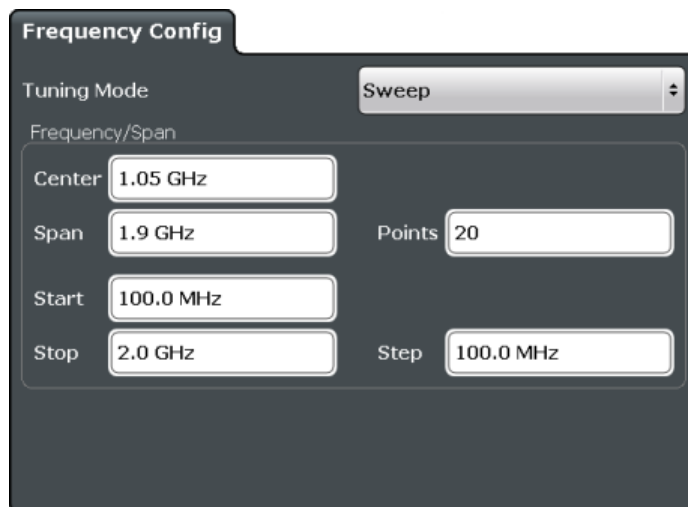 Frequency Config
Tuning Mode Sweep
Frequency/Span
Center 1.05 GHz
Span 1.9 GHz Points 20
Start 100.0 MHz
Stop 2.0 GHz Step 100.0 MHz